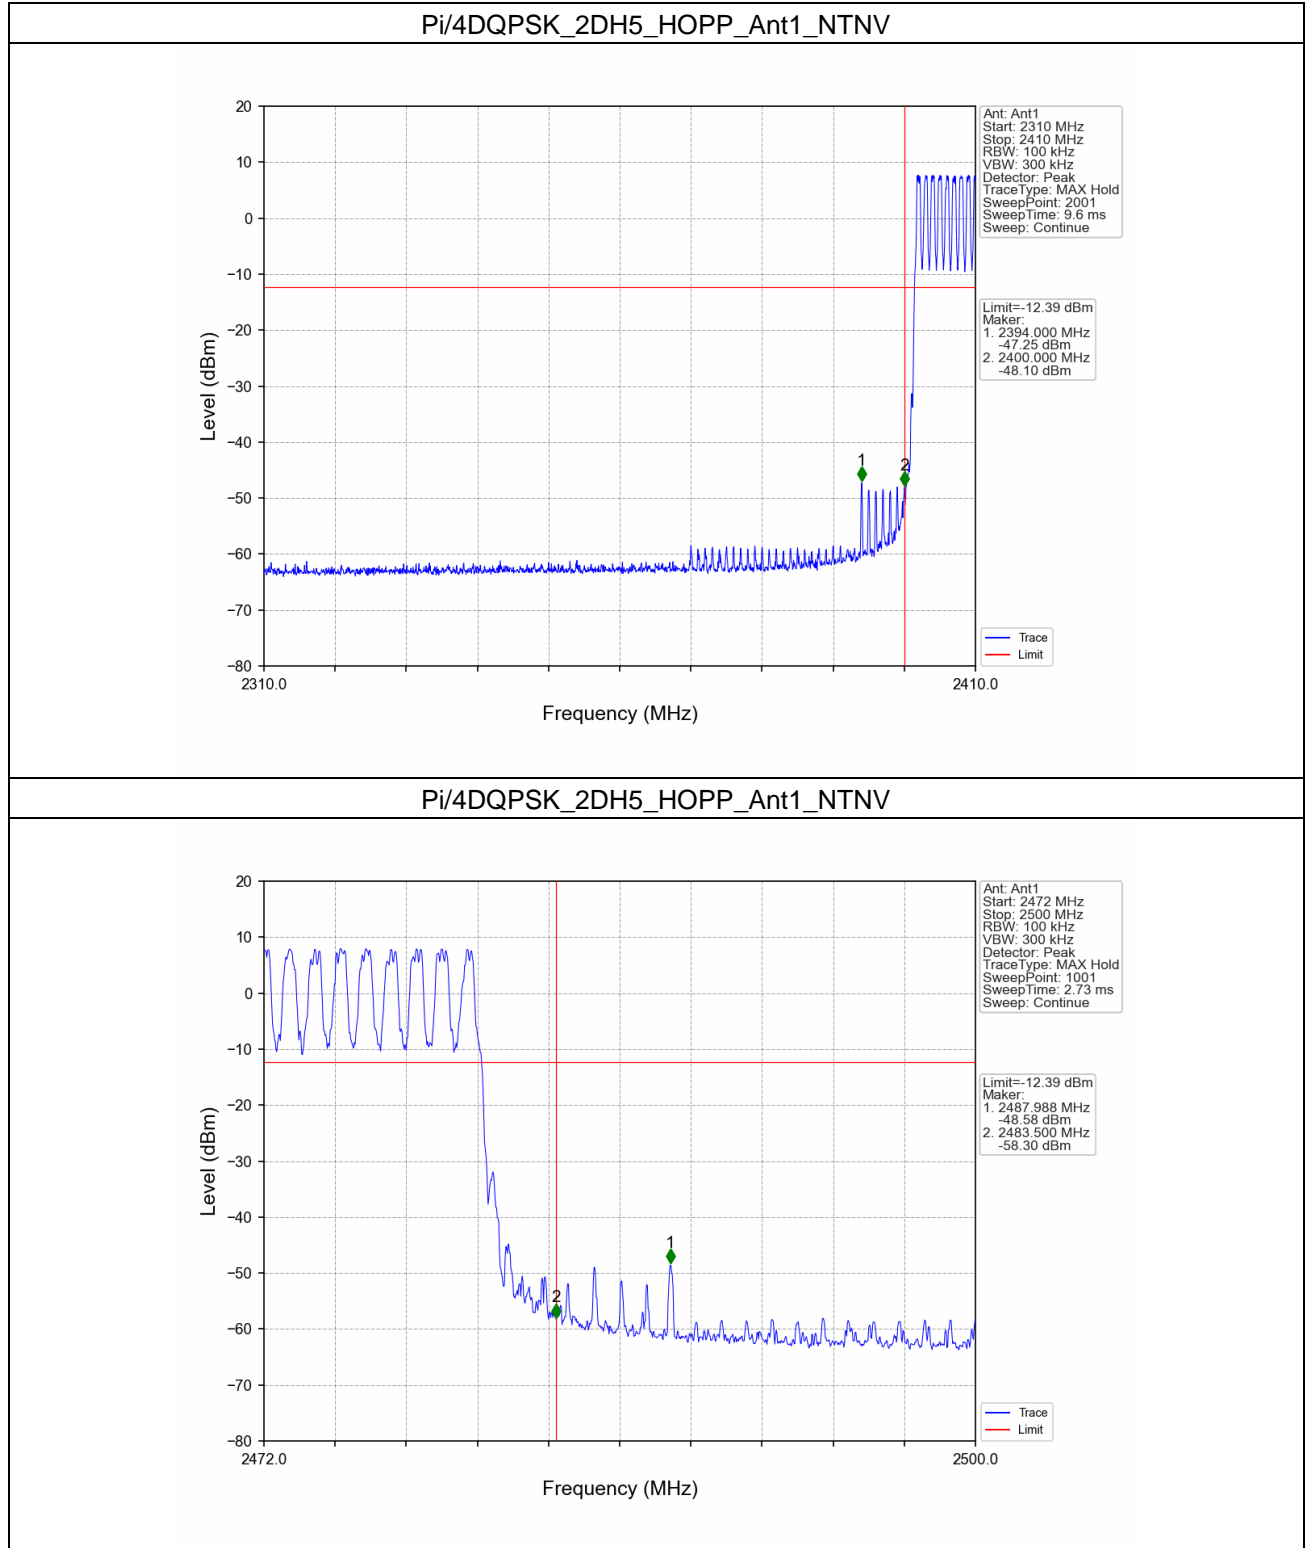 Pi/4DQPSK_2DH5_HOPP_Ant1_NTNV
20
10
0
−10
−20
−30
−40
−50
−60
−70
−80
Level (dBm)
2310.0
2410.0
Frequency (MHz)
1
2
Ant: Ant1
Start: 2310 MHz
Stop: 2410 MHz
RBW: 100 kHz
VBW: 300 kHz
Detector: Peak
TraceType: MAX Hold
SweepPoint: 2001
SweepTime: 9.6 ms
Sweep: Continue
Limit=-12.39 dBm
Maker:
1. 2394.000 MHz
-47.25 dBm
2. 2400.000 MHz
-48.10 dBm
Trace
Limit
Pi/4DQPSK_2DH5_HOPP_Ant1_NTNV
20
10
0
−10
−20
−30
−40
−50
−60
−70
−80
Level (dBm)
2472.0
2500.0
Frequency (MHz)
1
2
Ant: Ant1
Start: 2472 MHz
Stop: 2500 MHz
RBW: 100 kHz
VBW: 300 kHz
Detector: Peak
TraceType: MAX Hold
SweepPoint: 1001
SweepTime: 2.73 ms
Sweep: Continue
Limit=-12.39 dBm
Maker:
1. 2487.988 MHz
-48.58 dBm
2. 2483.500 MHz
-58.30 dBm
Trace
Limit